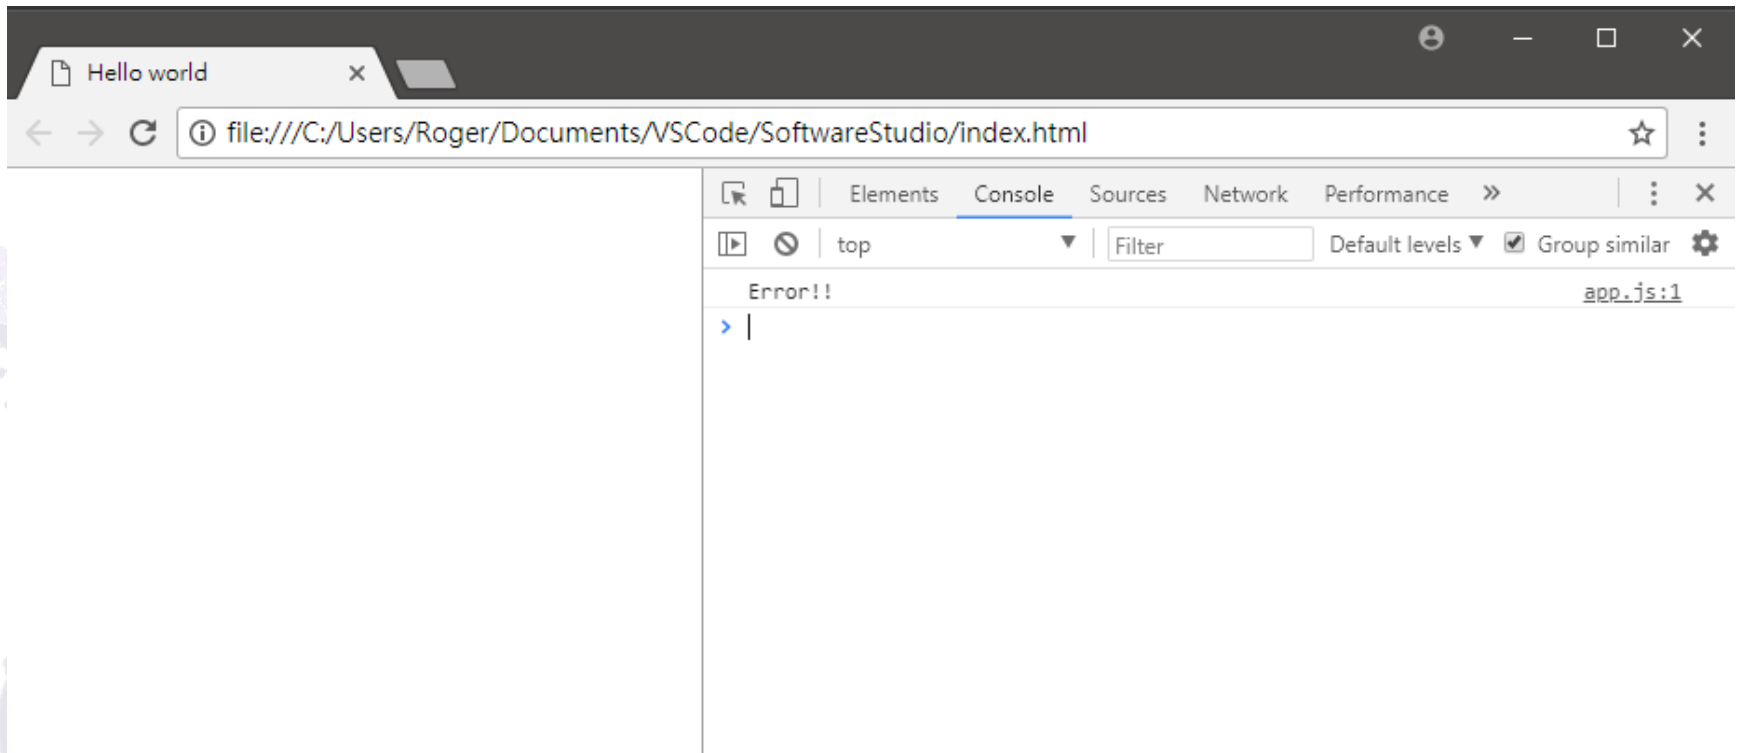 Hello world
file:///C:/Users/Roger/Documents/VSCode/SoftwareStudio/index.html
Elements Console Sources Network Performance
top Filter Default levels Group similar
Error!! app.js:1